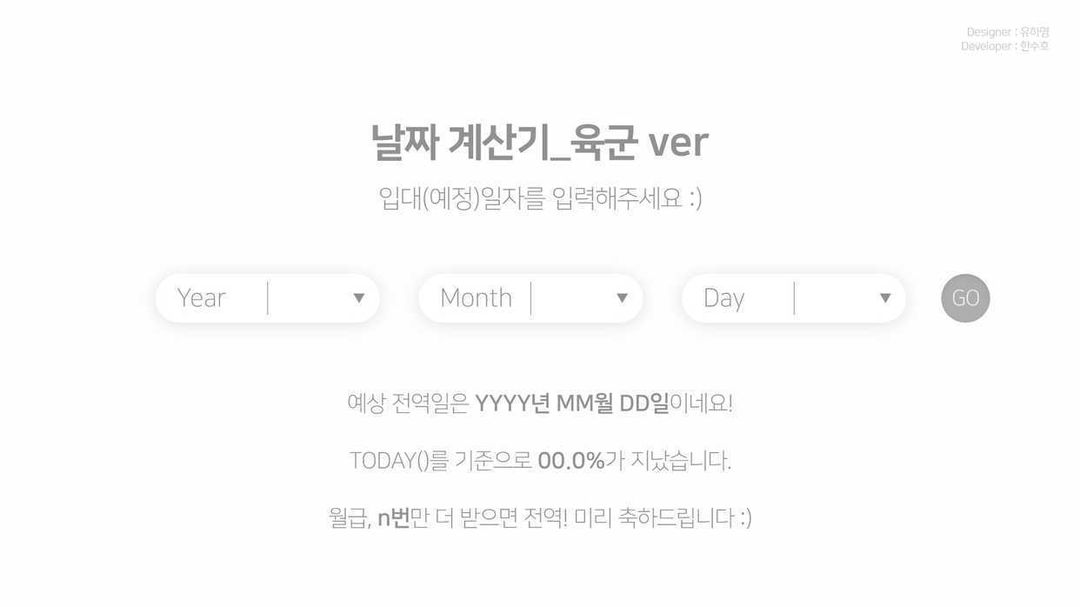 Designer : 유하명
Developer : 한수호
날짜 계산기_육군 ver
입대(예정)일자를 입력해주세요 :)
Year Month Day GO
예상 전역일은 YYYY년 MM월 DD일이네요!
TODAY()를 기준으로 00.0%가 지났습니다.
월급, n번만 더 받으면 전역! 미리 축하드립니다 :)